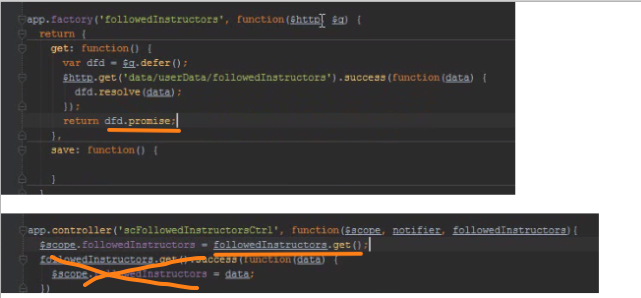 app.factory('followedInstructors', function($http, $q) {
return {
get: function() {
var dfd = $q.defer();
$http.get('data/userData/followedInstructors').success(function(data) {
dfd.resolve(data);
});
return dfd.promise;
},
save: function() {
}
}
app.controller('scFollowedInstructorsCtrl', function($scope, notifier, followedInstructors){
$scope.followedInstructors = followedInstructors.get();
followedInstructors.get().success(function(data) {
$scope.followedInstructors = data;
})